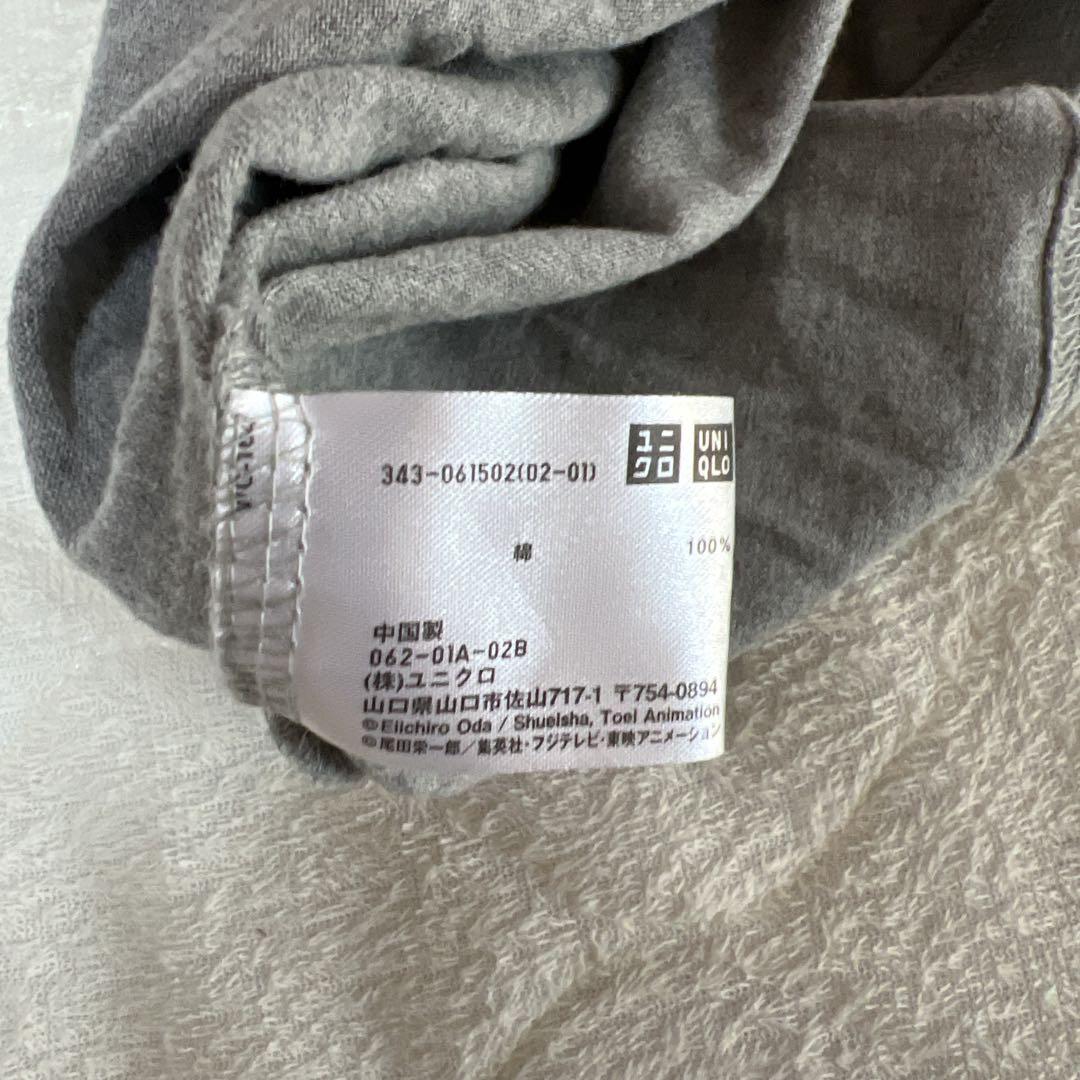 343-061502(02-01)
ユニ
クロ
UNI
QLO
棉 100%
中国製
062-01A-02B
(株)ユニクロ
山口県山口市佐山717-1 〒754-0894
©Eiichiro Oda / Shueisha, Toei Animation
©尾田栄一郎/集英社・フジテレビ・東映アニメーション